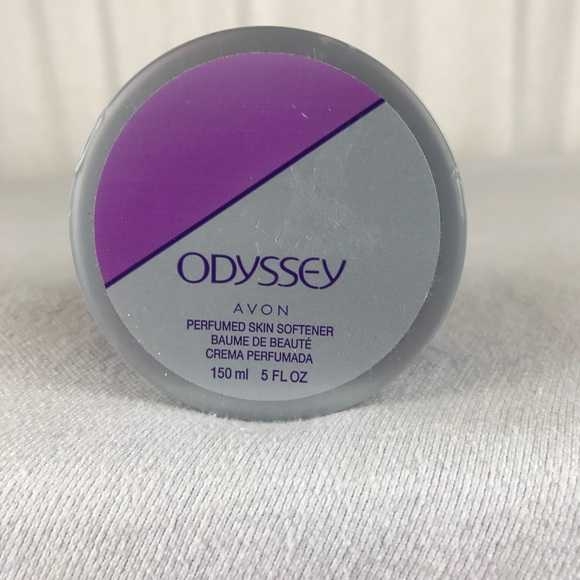 ODYSSEY
AVON
PERFUMED SKIN SOFTENER
BAUME DE BEAUTÉ
CREMA PERFUMADA
150 ml 5 FL OZ